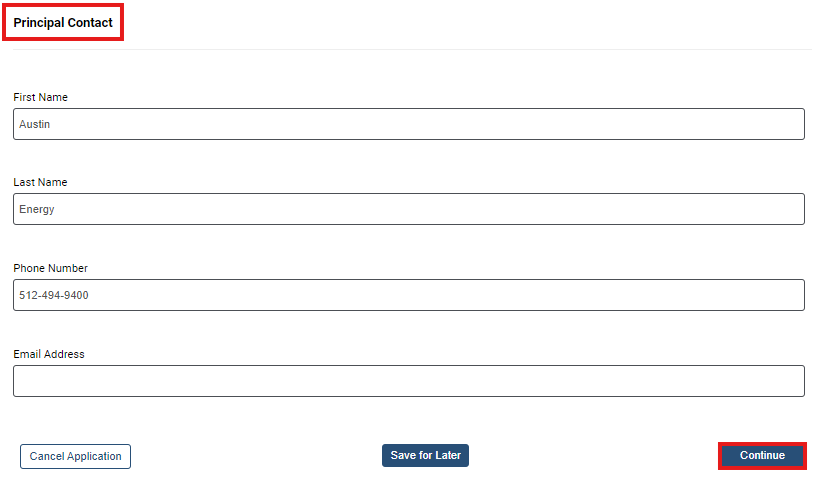 Principal Contact
First Name
Austin
Last Name
Energy
Phone Number
512-494-9400
Email Address
Cancel Application
Save for Later
Continue